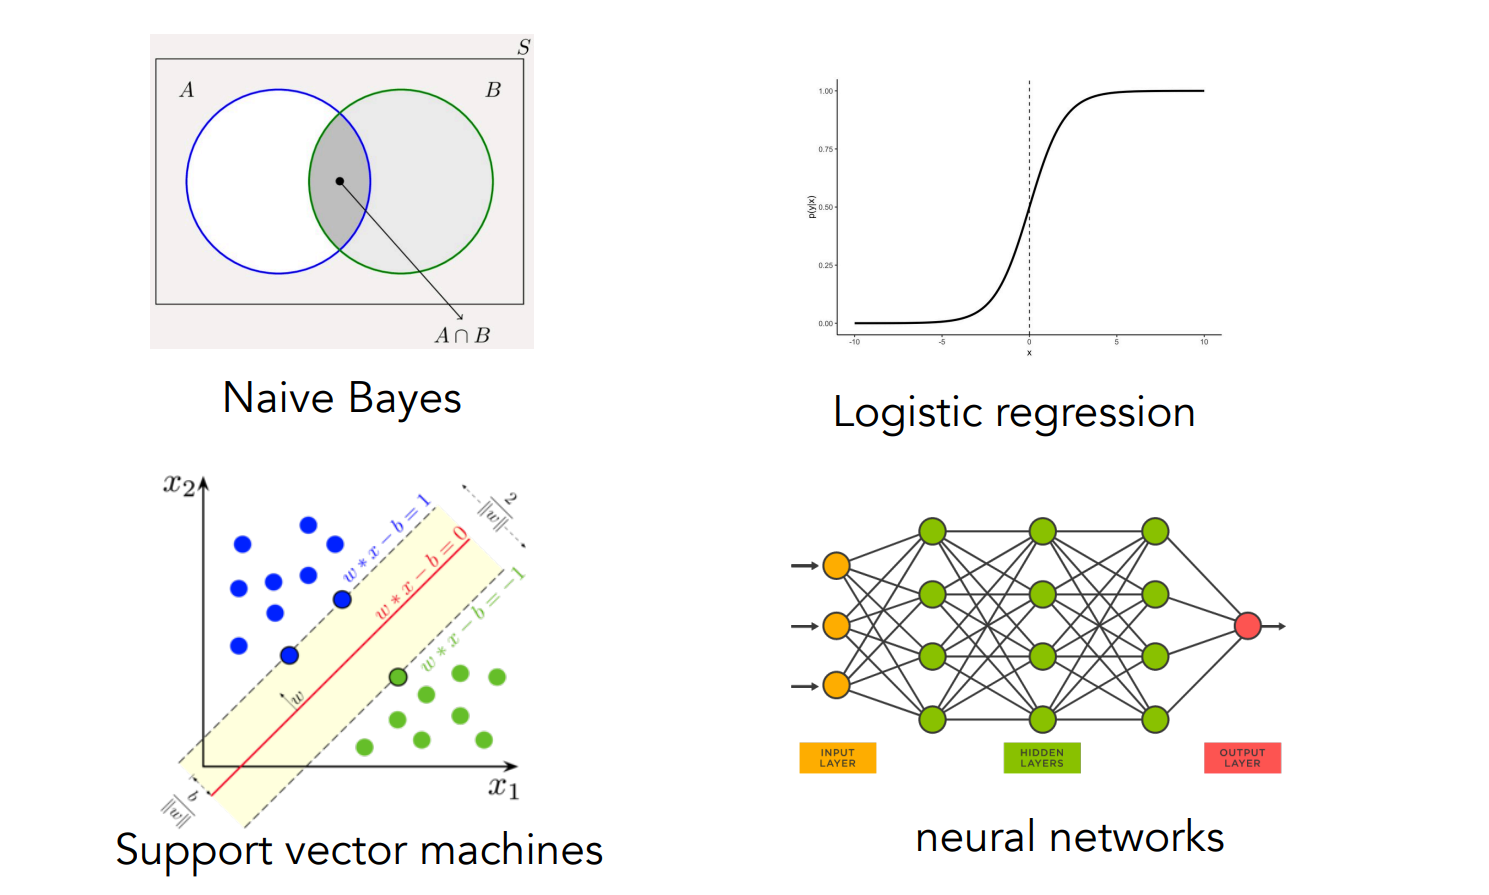 S
A
B
A ∩ B
Naive Bayes
1.00
0.75
0.50
0.25
0.00
p(y|x)
-10
-5
0
5
10
x
Logistic regression
x₂
w * x − b = 1
w * x − b = 0
w * x − b = −1
2
‖w‖
w
b
‖w‖
x₁
Support vector machines
INPUT
LAYER
HIDDEN
LAYERS
OUTPUT
LAYER
neural networks